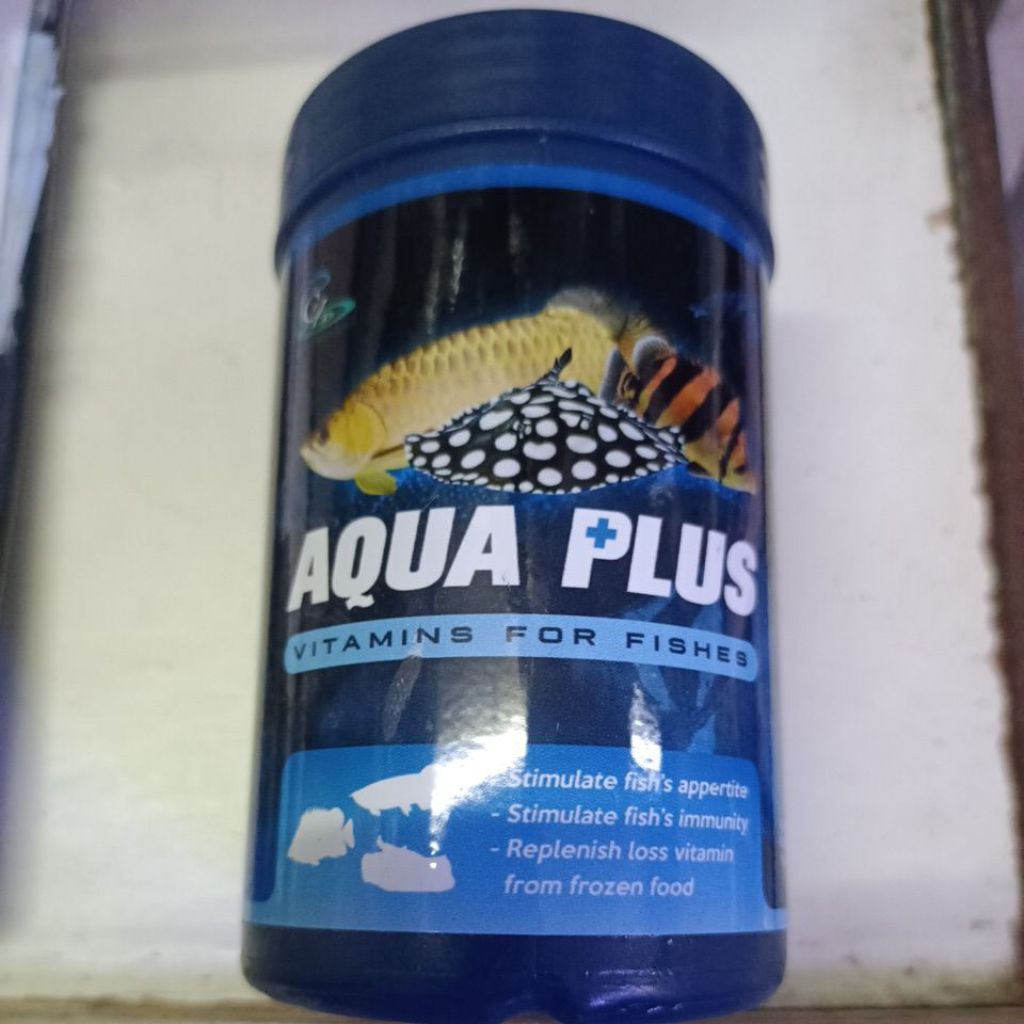 AQUA PLUS
VITAMINS FOR FISHES
- Stimulate fish's appertite
- Stimulate fish's immunity
- Replenish loss vitamin
from frozen food